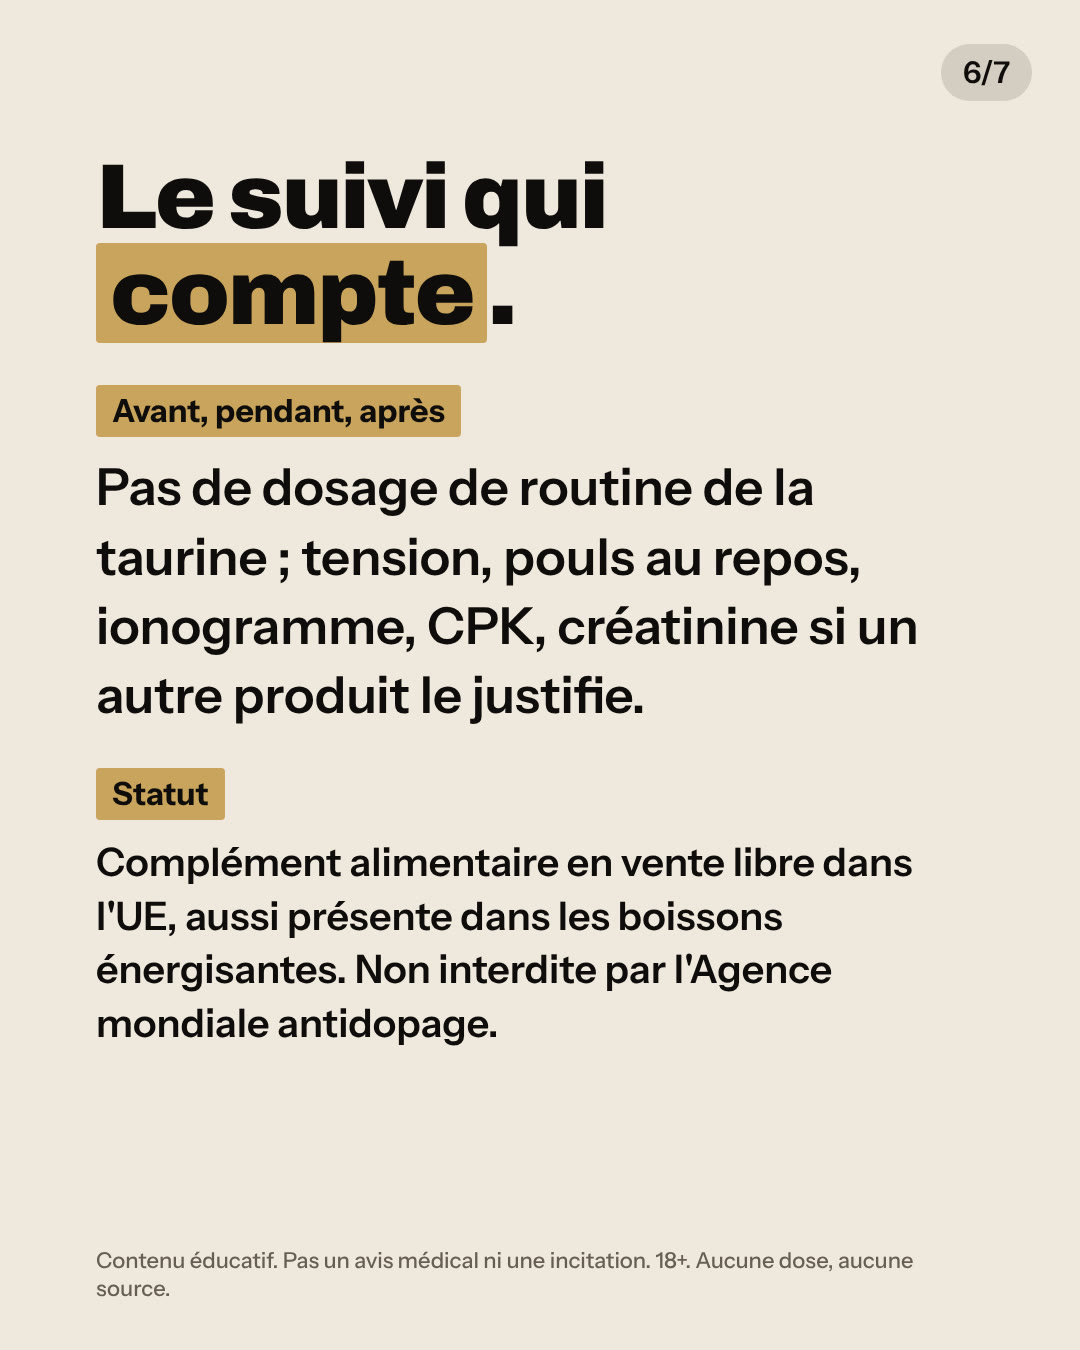 6/7
Le suivi qui
compte.
Avant, pendant, après
Pas de dosage de routine de la
taurine ; tension, pouls au repos,
ionogramme, CPK, créatinine si un
autre produit le justifie.
Statut
Complément alimentaire en vente libre dans
l'UE, aussi présente dans les boissons
énergisantes. Non interdite par l'Agence
mondiale antidopage.
Contenu éducatif. Pas un avis médical ni une incitation. 18+. Aucune dose, aucune
source.